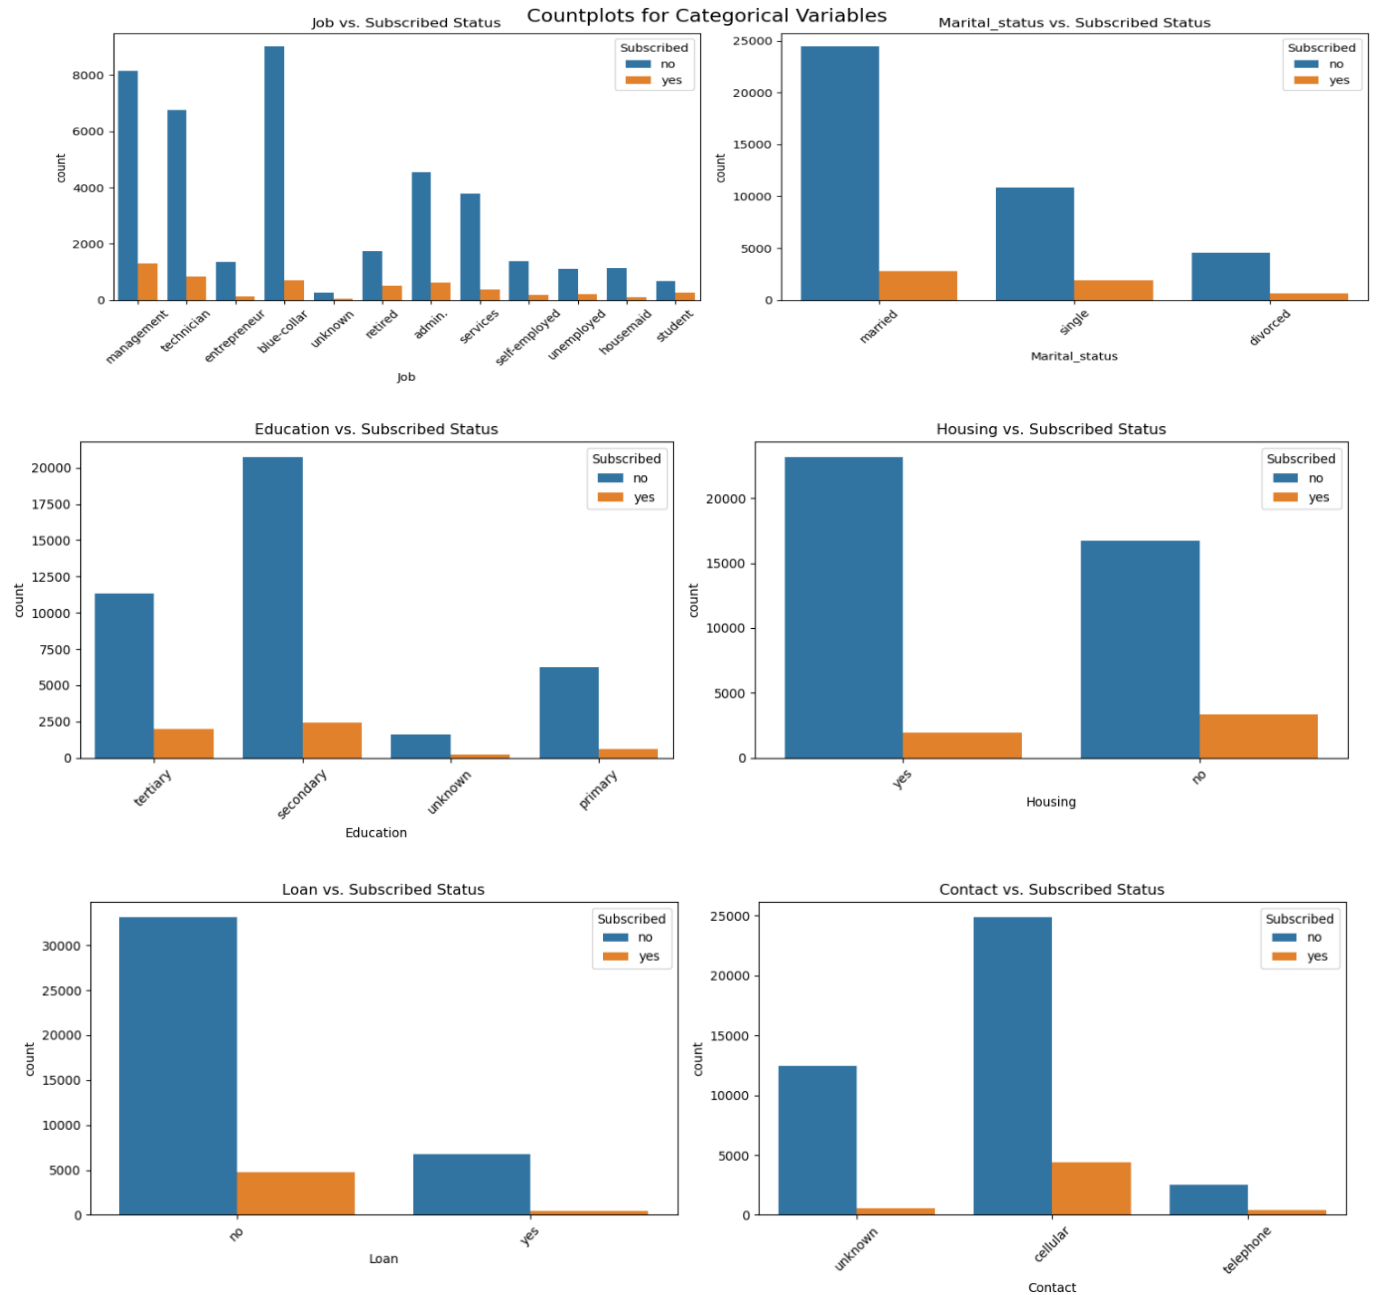 Countplots for Categorical Variables
Job vs. Subscribed Status
count
8000
6000
4000
2000
0
Subscribed
no
yes
management technician entrepreneur blue-collar unknown retired admin. services self-employed unemployed housemaid student
Job
Marital_status vs. Subscribed Status
count
25000
20000
15000
10000
5000
0
Subscribed
no
yes
married single divorced
Marital_status
Education vs. Subscribed Status
count
20000
17500
15000
12500
10000
7500
5000
2500
0
Subscribed
no
yes
tertiary secondary unknown primary
Education
Housing vs. Subscribed Status
count
20000
15000
10000
5000
0
Subscribed
no
yes
yes no
Housing
Loan vs. Subscribed Status
count
30000
25000
20000
15000
10000
5000
0
Subscribed
no
yes
no yes
Loan
Contact vs. Subscribed Status
count
25000
20000
15000
10000
5000
0
Subscribed
no
yes
unknown cellular telephone
Contact